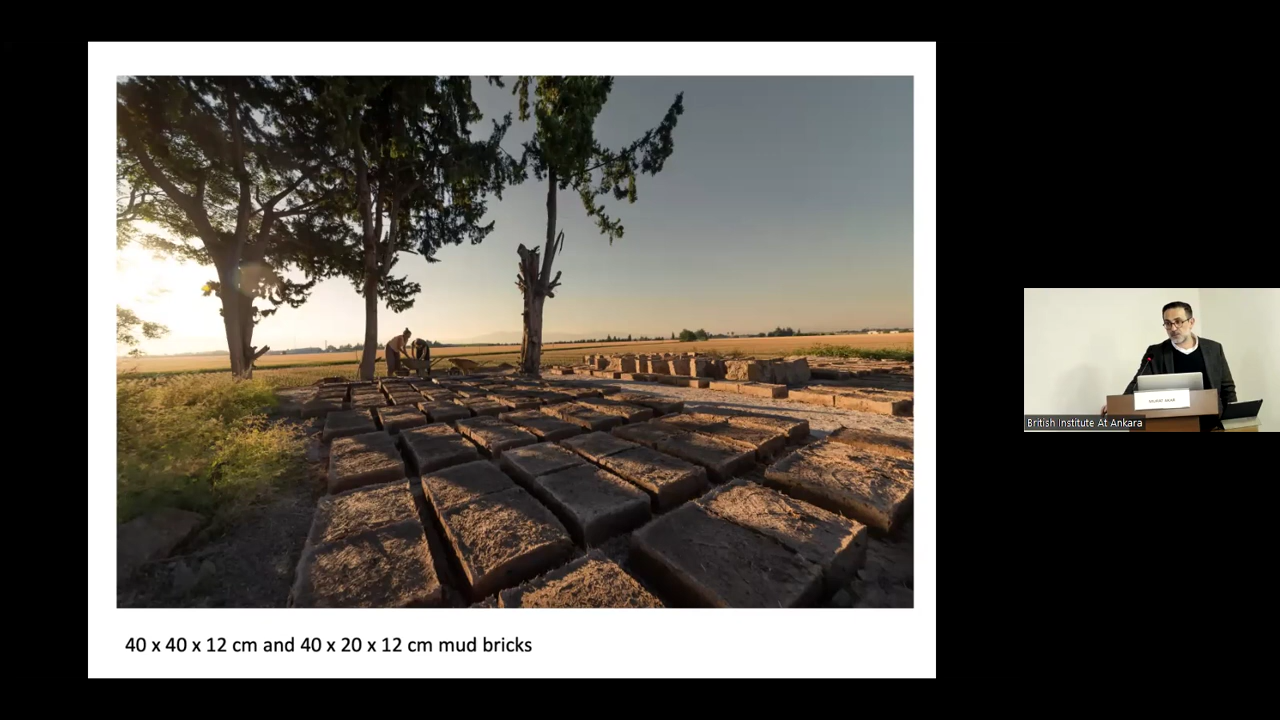 40 x 40 x 12 cm and 40 x 20 x 12 cm mud bricks
British Institute At Ankara